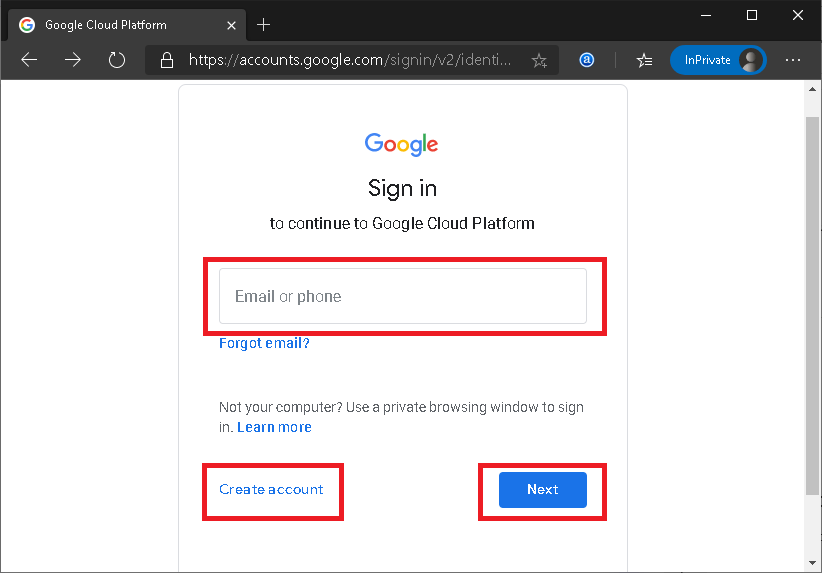 Google Cloud Platform
https://accounts.google.com/signin/v2/identi...
a
InPrivate
Google
Sign in
to continue to Google Cloud Platform
Email or phone
Forgot email?
Not your computer? Use a private browsing window to sign
in. Learn more
Create account
Next